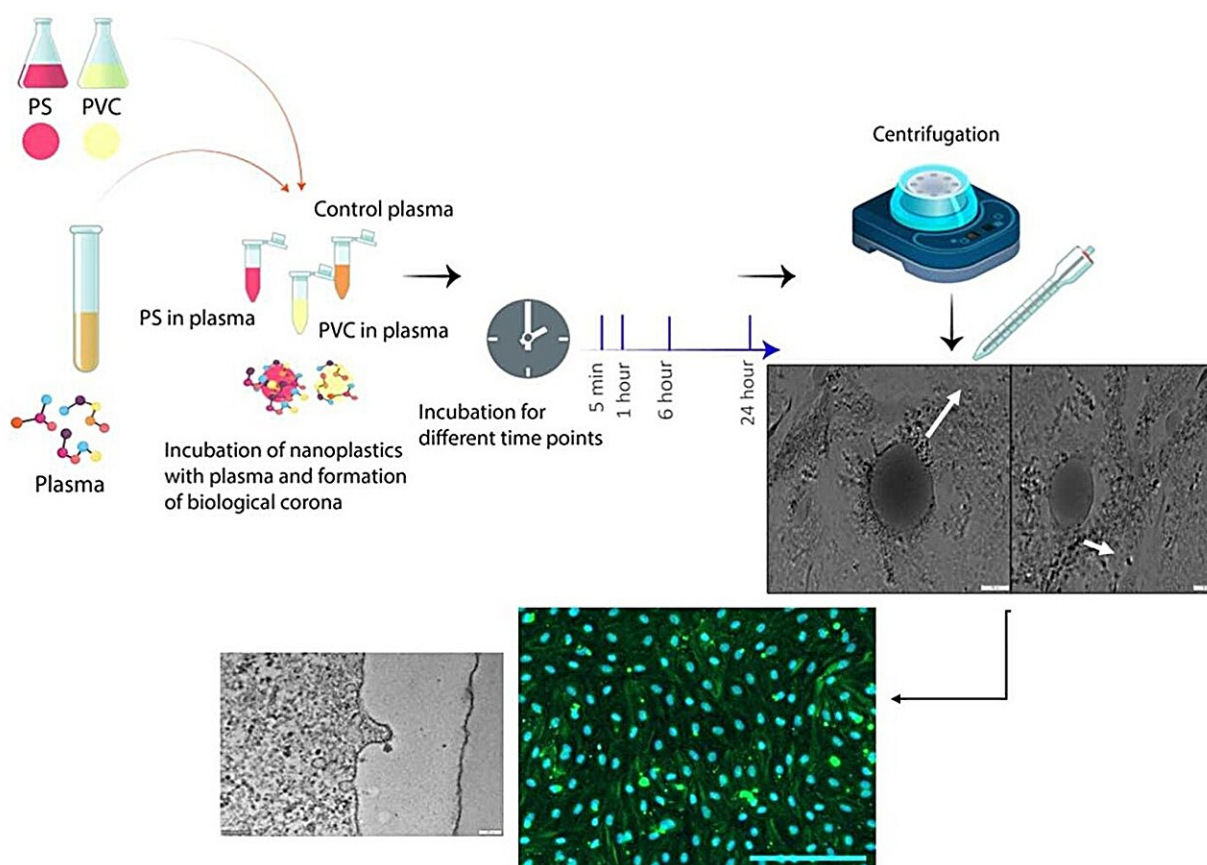 PS PVC
Centrifugation
Control plasma
PS in plasma
PVC in plasma
5 min
1 hour
6 hour
24 hour
Incubation for
different time points
Plasma
Incubation of nanoplastics
with plasma and formation
of biological corona